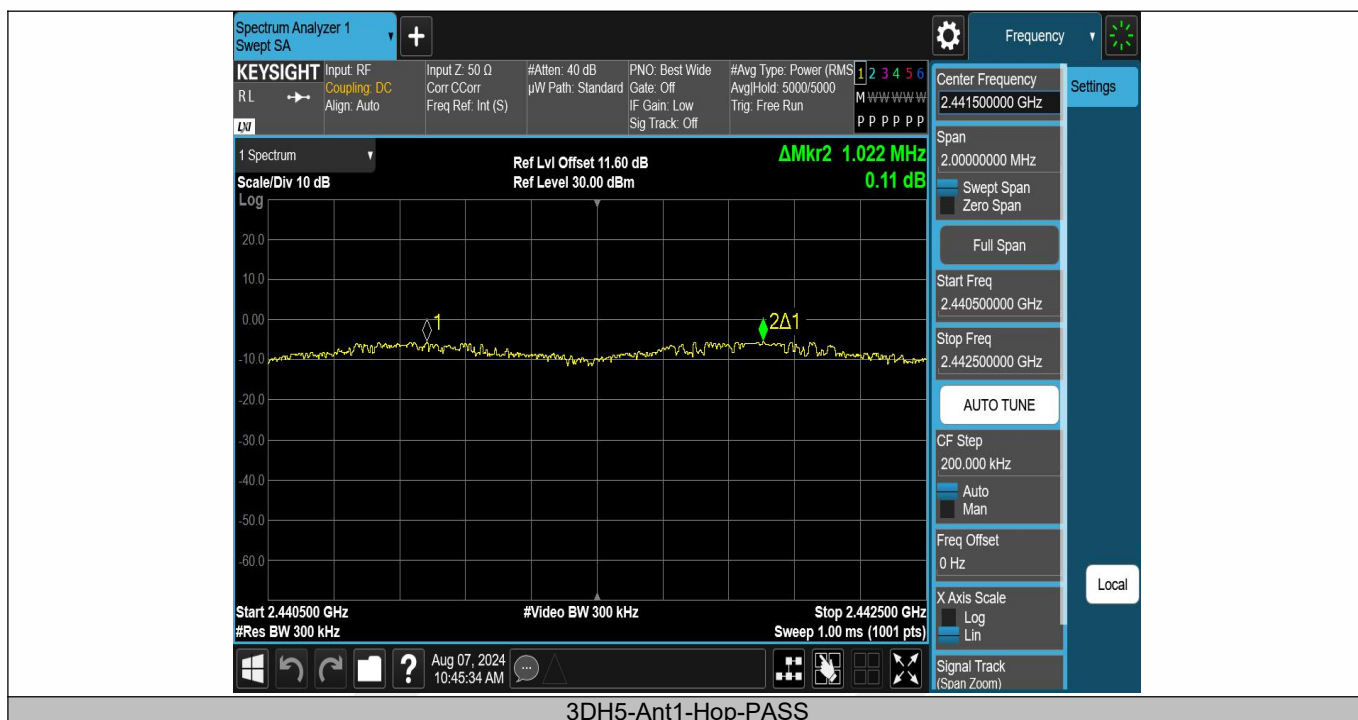 Spectrum Analyzer 1
Swept SA
+
Frequency
KEYSIGHT
RL
LXI
Input: RF
Coupling: DC
Align: Auto
Input Z: 50 Ω
Corr CCorr
Freq Ref: Int (S)
#Atten: 40 dB
µW Path: Standard
PNO: Best Wide
Gate: Off
IF Gain: Low
Sig Track: Off
#Avg Type: Power (RMS
Avg|Hold: 5000/5000
Trig: Free Run
1 2 3 4 5 6
M W W W W W
P P P P P P
1 Spectrum
Scale/Div 10 dB
Log
Ref Lvl Offset 11.60 dB
Ref Level 30.00 dBm
ΔMkr2 1.022 MHz
0.11 dB
20.0
10.0
0.00
-10.0
-20.0
-30.0
-40.0
-50.0
-60.0
1
2Δ1
Start 2.440500 GHz
#Res BW 300 kHz
#Video BW 300 kHz
Stop 2.442500 GHz
Sweep 1.00 ms (1001 pts)
Settings
Center Frequency
2.441500000 GHz
Span
2.00000000 MHz
Swept Span
Zero Span
Full Span
Start Freq
2.440500000 GHz
Stop Freq
2.442500000 GHz
AUTO TUNE
CF Step
200.000 kHz
Auto
Man
Freq Offset
0 Hz
X Axis Scale
Log
Lin
Signal Track
(Span Zoom)
Local
?
Aug 07, 2024
10:45:34 AM
3DH5-Ant1-Hop-PASS